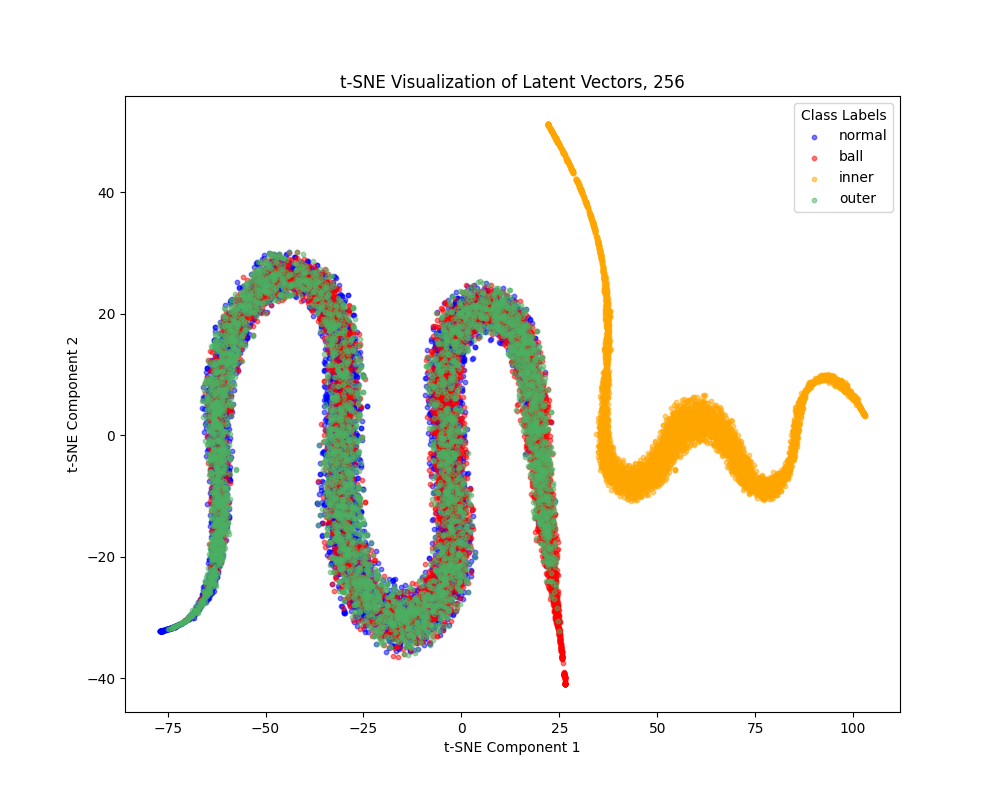 t-SNE Visualization of Latent Vectors, 256
Class Labels
normal
ball
inner
outer
t-SNE Component 2
40
20
0
−20
−40
−75
−50
−25
0
25
50
75
100
t-SNE Component 1